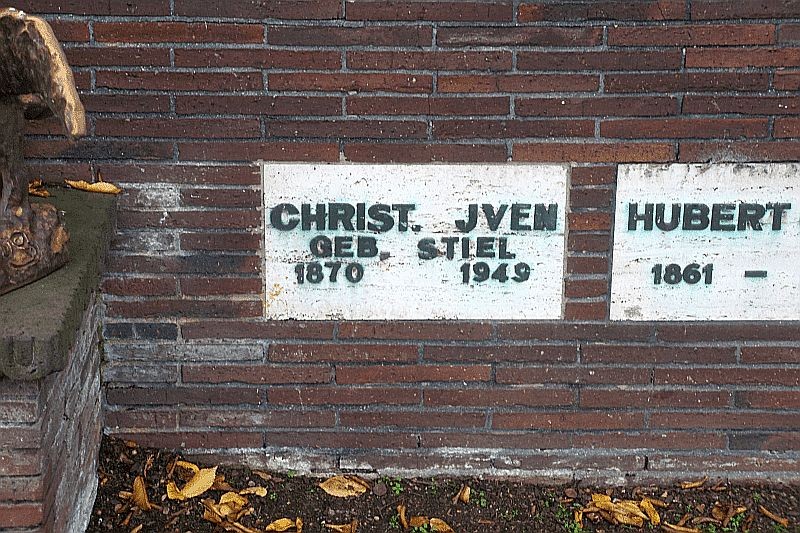 CHRIST. JVEN
GEB. STIEL
1870 1949
HUBERT
1861 –